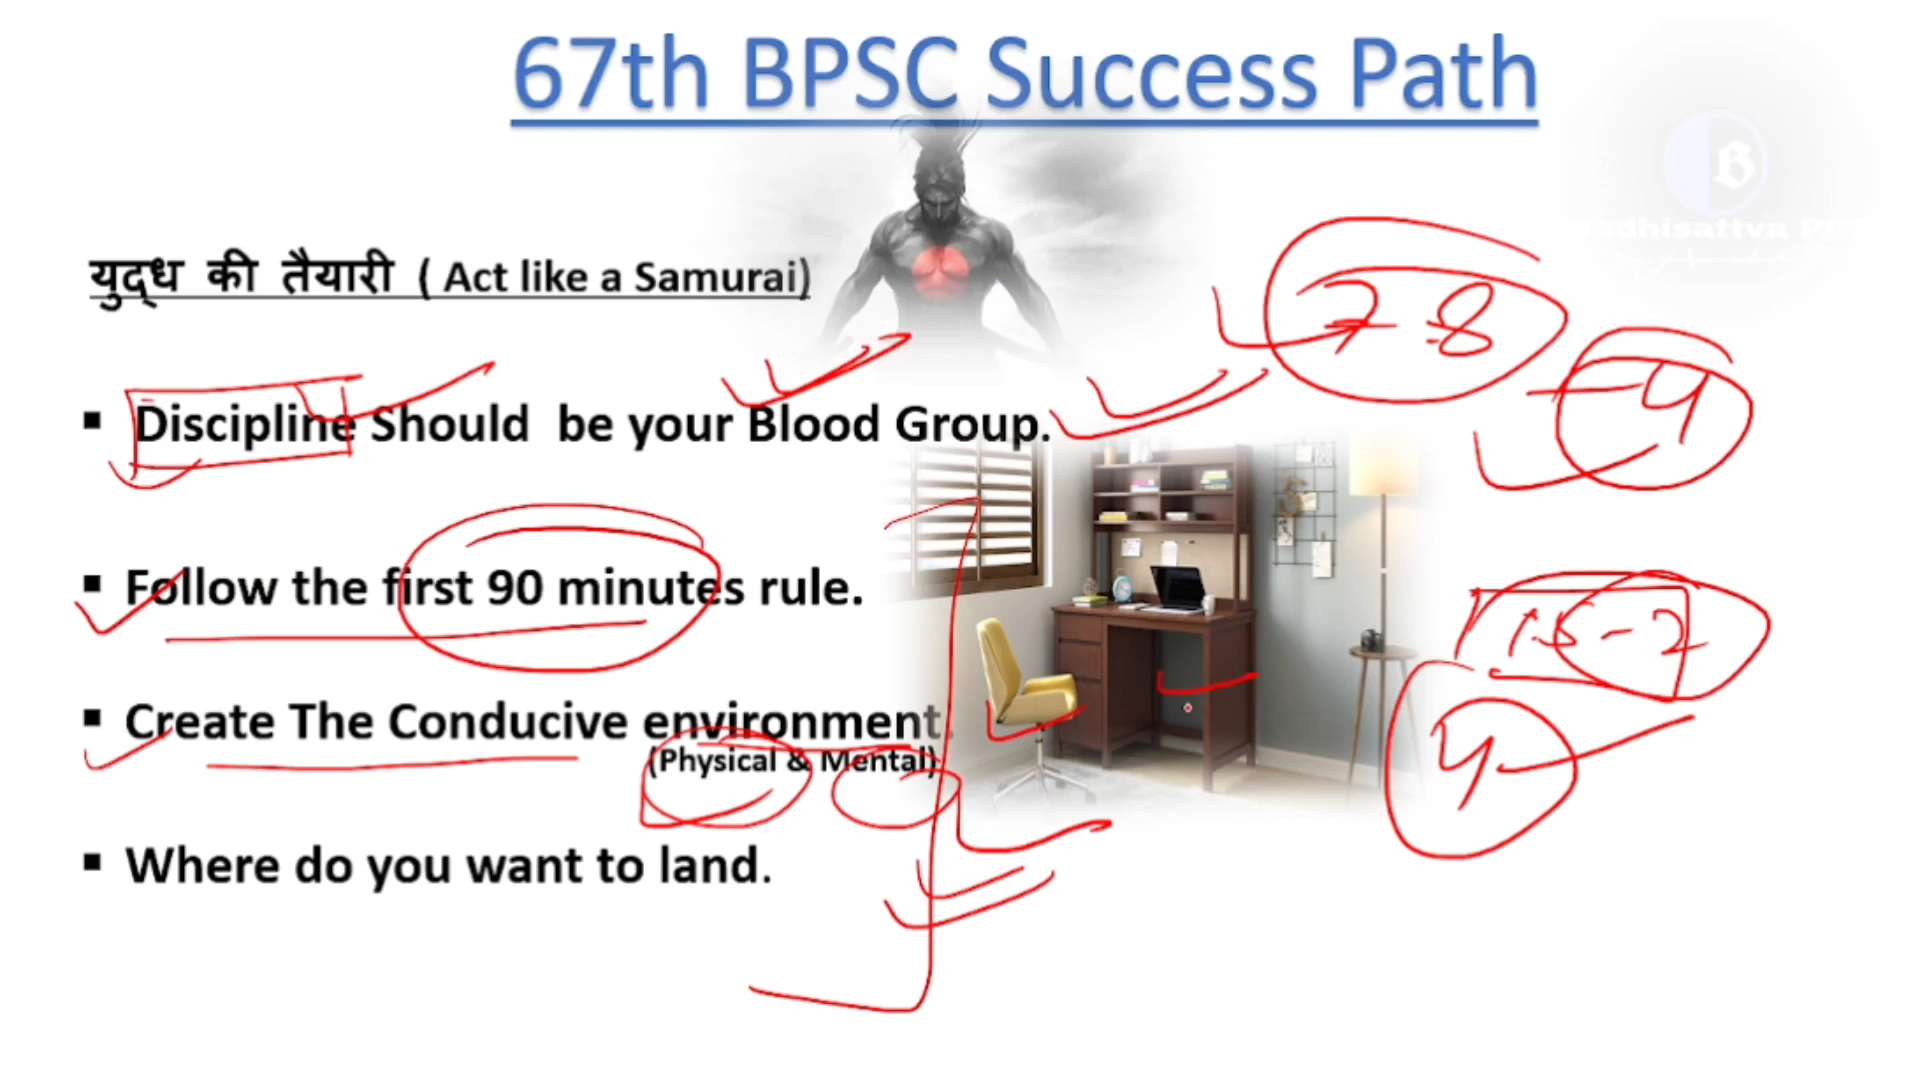 67th BPSC Success Path
युद्ध की तैयारी ( Act like a Samurai)
▪ Discipline Should be your Blood Group.
7-8
4
▪ Follow the first 90 minutes rule.
1.5-2
▪ Create The Conducive environment.
(Physical & Mental)
4
▪ Where do you want to land.